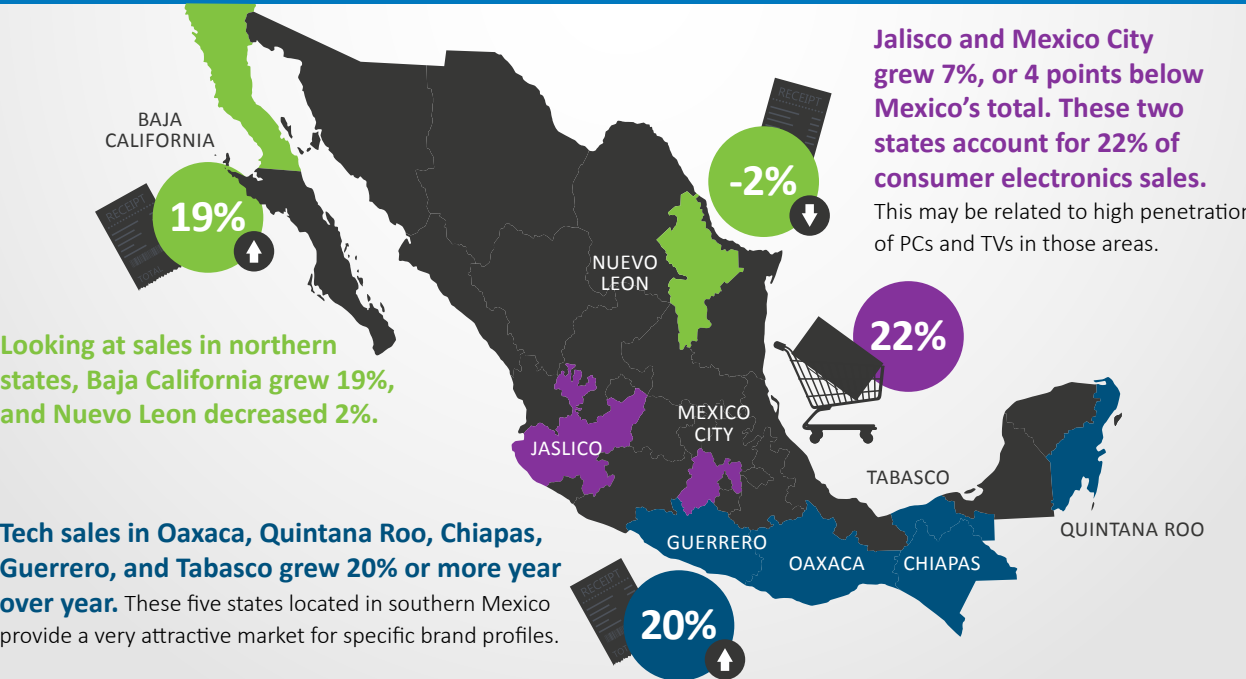 Jalisco and Mexico City
grew 7%, or 4 points below
Mexico's total. These two
states account for 22% of
consumer electronics sales.
This may be related to high penetration
of PCs and TVs in those areas.
BAJA
CALIFORNIA
RECEIPT
19%
RECEIPT
TOTAL
-2%
NUEVO
LEON
22%
Looking at sales in northern
states, Baja California grew 19%,
and Nuevo Leon decreased 2%.
JASLICO
MEXICO
CITY
TABASCO
QUINTANA ROO
GUERRERO
OAXACA
CHIAPAS
Tech sales in Oaxaca, Quintana Roo, Chiapas,
Guerrero, and Tabasco grew 20% or more year
over year. These five states located in southern Mexico
provide a very attractive market for specific brand profiles.
RECEIPT
20%